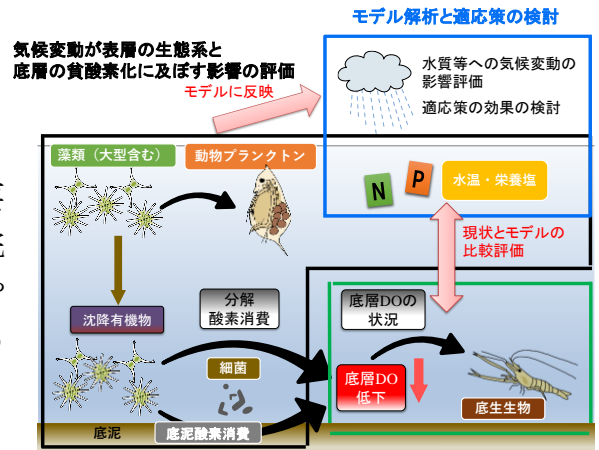 モデル解析と適応策の検討
気候変動が表層の生態系と
底層の貧酸素化に及ぼす影響の評価
モデルに反映
水質等への気候変動の
影響評価
適応策の効果の検討
藻類（大型含む）
動物プランクトン
N
P
水温・栄養塩
現状とモデルの
比較評価
沈降有機物
分解
酸素消費
底層DOの
状況
細菌
底層DO
低下
底生生物
底泥
底泥酸素消費